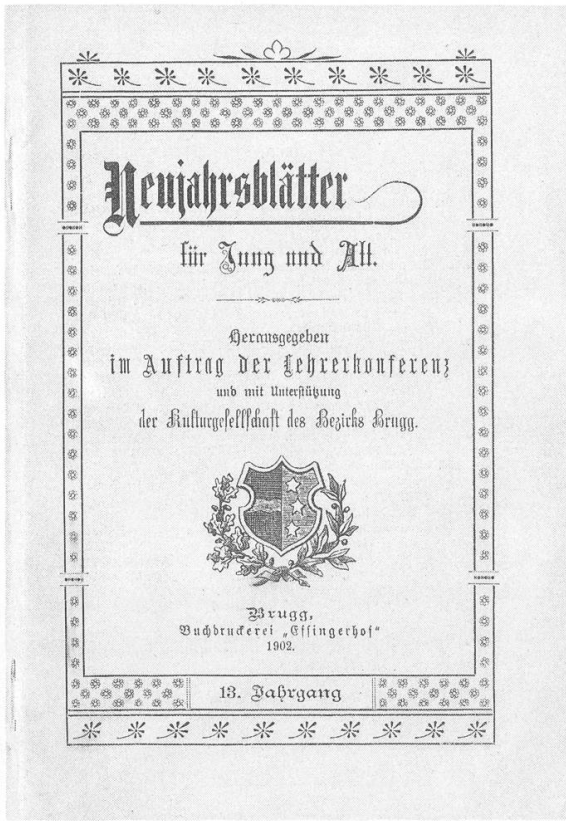 Neujahrsblätter
für Jung und Alt.
Herausgegeben
im Auftrag der Lehrerkonferenz
und mit Unterstützung
der Kulturgesellschaft des Bezirks Brugg.
Brugg,
Buchdruckerei „Effingerhof“
1902.
13. Jahrgang